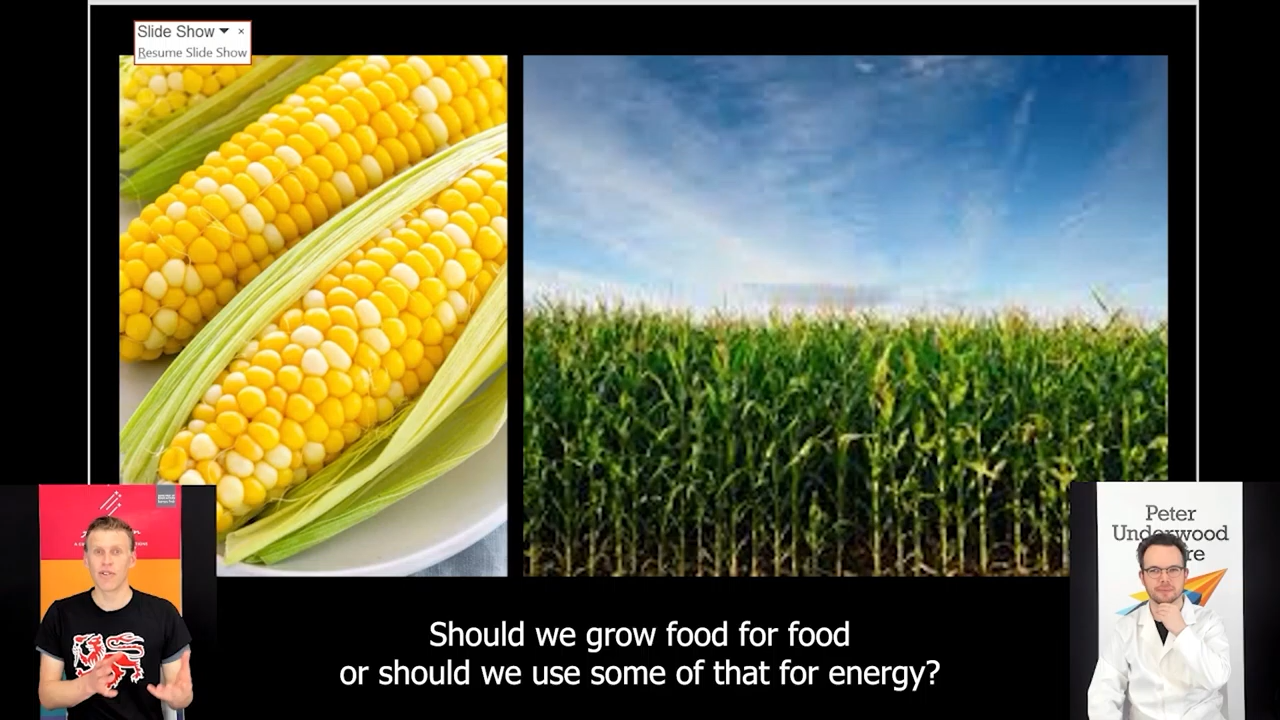 Slide Show
Resume Slide Show
Peter
Underwood
Should we grow food for food
or should we use some of that for energy?